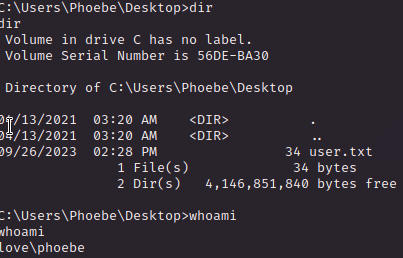 C:\Users\Phoebe\Desktop>dir
dir
Volume in drive C has no label.
Volume Serial Number is 56DE-BA30
Directory of C:\Users\Phoebe\Desktop
04/13/2021  03:20 AM    <DIR>          .
04/13/2021  03:20 AM    <DIR>          ..
09/26/2023  02:28 PM                34 user.txt
1 File(s)             34 bytes
2 Dir(s)   4,146,851,840 bytes free
C:\Users\Phoebe\Desktop>whoami
whoami
love\phoebe